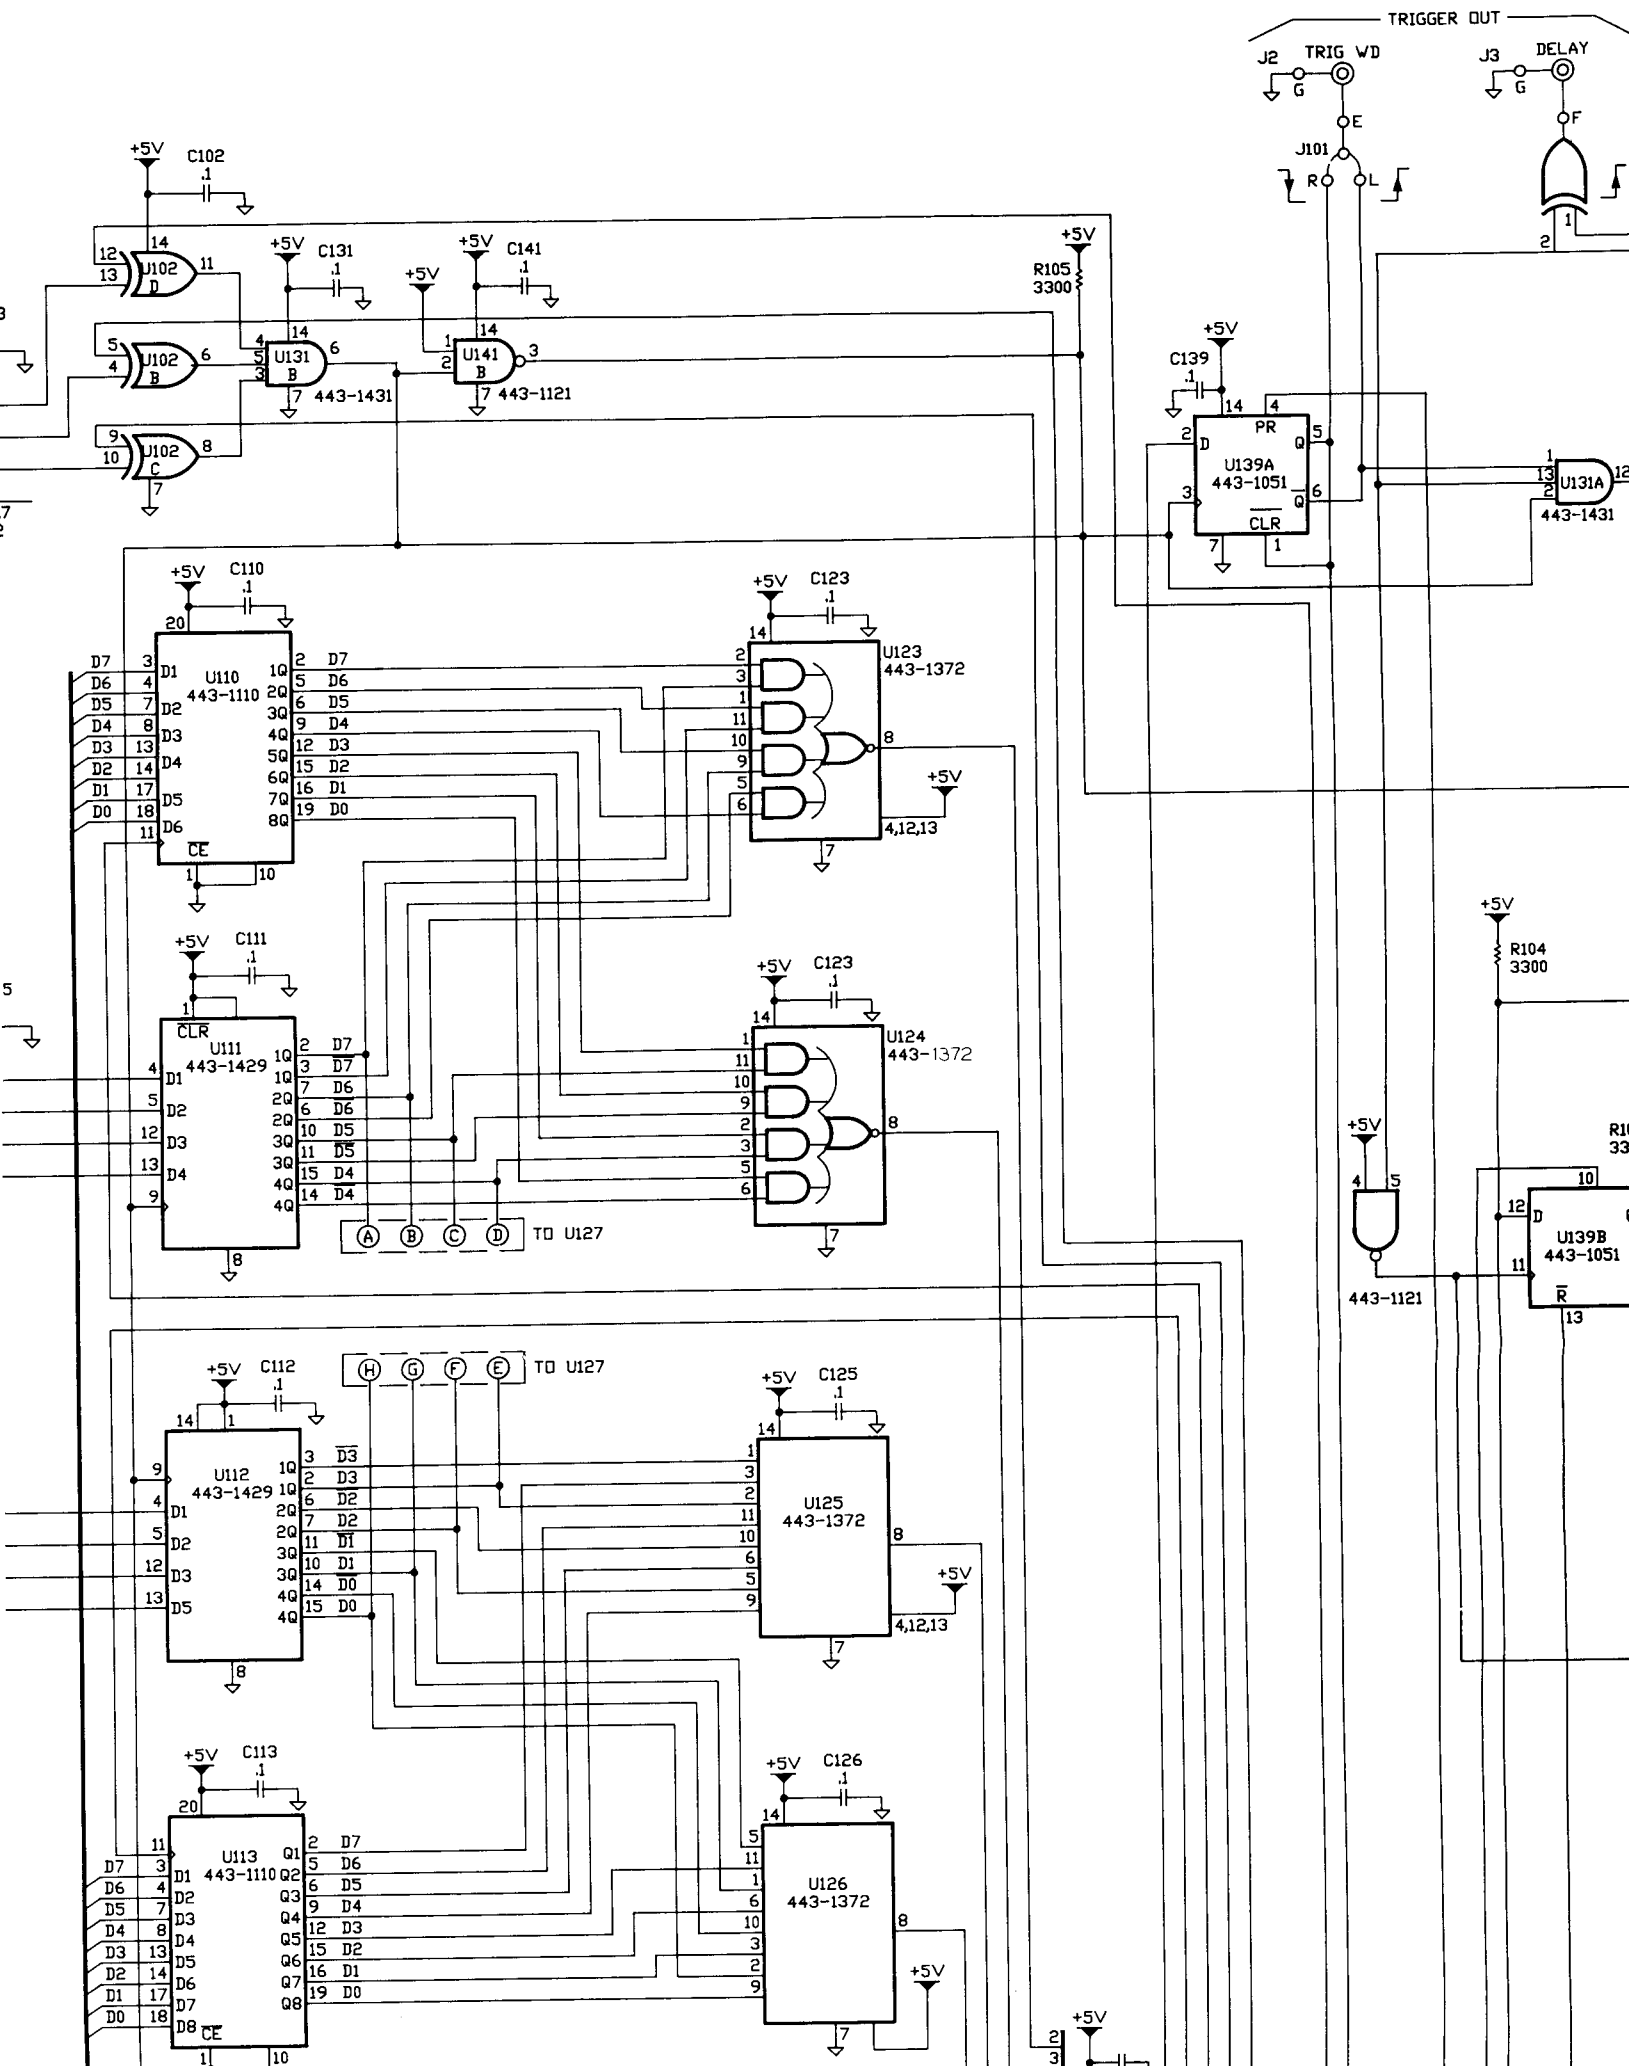 TRIGGER OUT
J2 TRIG WD J3 DELAY
G G
E F
J101
R L
1
2
+5V C102
.1
+5V C131
.1
+5V
+5V C141
.1
+5V
R105
3300
12 14 11
13 U102
D
5 6
4 U102
B
9 8
10 U102
C
7
4 14 6
5 U131
3 B
7 443-1431
1 14 3
2 U141
B
7 443-1121
+5V
C139
.1
14 4
2 D PR Q 5
U139A
443-1051
3 Q 6
CLR
7 1
1
13 U131A 12
2
443-1431
+5V C110
.1
20
D7 3 D1 U110 1Q 2 D7
D6 4 443-1110 2Q 5 D6
D5 7 D2 3Q 6 D5
D4 8 D3 4Q 9 D4
D3 13 D4 5Q 12 D3
D2 14 6Q 15 D2
D1 17 D5 7Q 16 D1
D0 18 D6 8Q 19 D0
11
CE
1 10
+5V C123
.1
14 U123
443-1372
2
3
1
11
10 8
9
5 +5V
6
4,12,13
7
+5V C111
.1
1
CLR
U111 1Q 2 D7
443-1429 1Q 3 D7
4 D1 2Q 7 D6
5 D2 2Q 6 D6
12 D3 3Q 10 D5
3Q 11 D5
13 D4 4Q 15 D4
9 4Q 14 D4
8
A B C D TO U127
+5V C123
.1
14 U124
443-1372
1
11
10
9
2 8
3
5
6
7
+5V
R104
3300
+5V
4 5
443-1121
10
12 D
U139B
443-1051
11
R
13
H G F E TO U127
+5V C112
.1
14 1
9 U112 1Q 3 D3
443-1429 1Q 2 D3
4 D1 2Q 6 D2
5 D2 2Q 7 D2
3Q 11 D1
12 D3 3Q 10 D1
4Q 14 D0
13 D5 4Q 15 D0
8
+5V C125
.1
14
1
3
2 U125
11 443-1372
10 8
6
5 +5V
9
4,12,13
7
+5V C113
.1
20
11 U113 Q1 2 D7
D7 3 D1 443-1110 Q2 5 D6
D6 4 D2 Q3 6 D5
D5 7 D3 Q4 9 D4
D4 8 D4 Q5 12 D3
D3 13 D5 Q6 15 D2
D2 14 D6 Q7 16 D1
D1 17 D7 Q8 19 D0
D0 18 D8
CE
1 10
+5V C126
.1
14
5
11
1 U126
6 443-1372
10 8
3
2 +5V
9
7
+5V
2
3